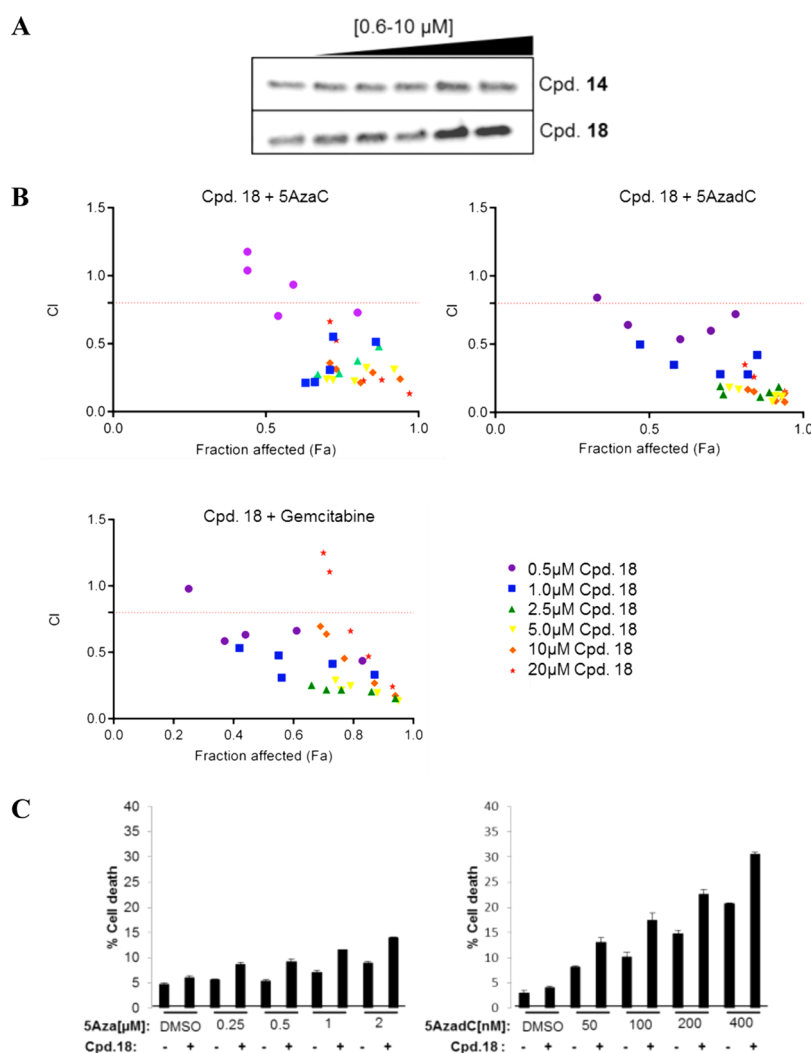 A
[0.6-10 µM]
Cpd. 14
Cpd. 18
B
Cpd. 18 + 5AzaC
1.5
1.0
0.5
0.0
CI
0.0 0.5 1.0
Fraction affected (Fa)
Cpd. 18 + 5AzadC
1.5
1.0
0.5
0.0
0.0 0.2 0.4 0.6 0.8 1.0
Fraction affected (Fa)
Cpd. 18 + Gemcitabine
1.5
1.0
0.5
0.0
CI
0.0 0.2 0.4 0.6 0.8 1.0
Fraction affected (Fa)
0.5µM Cpd. 18
1.0µM Cpd. 18
2.5µM Cpd. 18
5.0µM Cpd. 18
10µM Cpd. 18
20µM Cpd. 18
C
% Cell death
40
35
30
25
20
15
10
5
0
5Aza[µM]: DMSO 0.25 0.5 1 2
Cpd.18: - + - + - + - + - +
% Cell death
40
35
30
25
20
15
10
5
0
5AzadC[nM]: DMSO 50 100 200 400
Cpd.18: - + - + - + - + - +